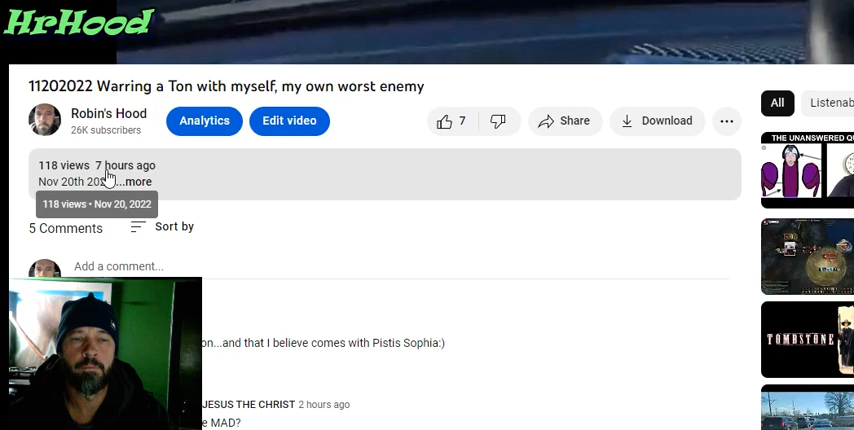 HrHood
11202022 Warring a Ton with myself, my own worst enemy
Robin's Hood
26K subscribers
Analytics
Edit video
7
Share
Download
All
Listenab
THE UNANSWERED QU
118 views 7 hours ago
Nov 20th 202 ...more
118 views • Nov 20, 2022
5 Comments
Sort by
Add a comment...
on...and that I believe comes with Pistis Sophia:)
TOMBSTONE
JESUS THE CHRIST 2 hours ago
e MAD?